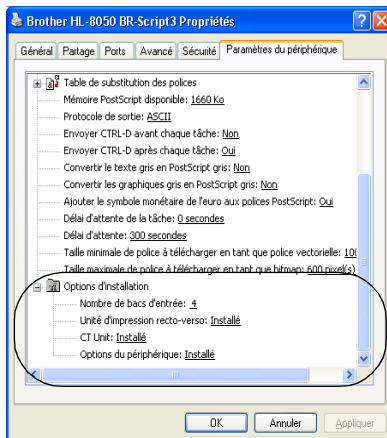 Brother HL-8050 BR-Script3 Propriétés
Général Partage Ports Avancé Sécurité Paramètres du périphérique
Table de substitution des polices
Mémoire PostScript disponible: 1660 Ko
Protocole de sortie: ASCII
Envoyer CTRL-D avant chaque tâche: Non
Envoyer CTRL-D après chaque tâche: Oui
Convertir le texte gris en PostScript gris: Non
Convertir les graphiques gris en PostScript gris: Non
Ajouter le symbole monétaire de l'euro aux polices PostScript: Oui
Délai d'attente de la tâche: 0 secondes
Délai d'attente: 300 secondes
Taille minimale de police à télécharger en tant que police vectorielle:
Taille maximale de police à télécharger en tant que bitmap: 600 pixel(s)
Options d'installation
Nombre de bacs d'entrée: 4
Unité d'impression recto-verso: Installé
CT Unit: Installé
Options du périphérique: Installé
OK Annuler Appliquer